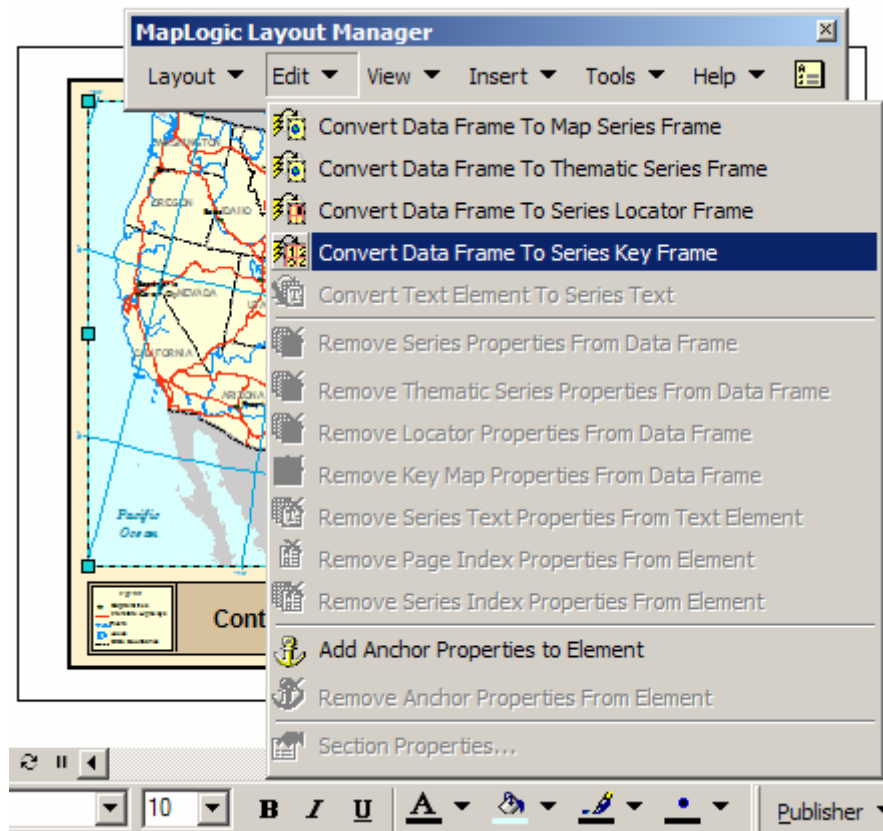 MapLogic Layout Manager
Layout Edit View Insert Tools Help
Convert Data Frame To Map Series Frame
Convert Data Frame To Thematic Series Frame
Convert Data Frame To Series Locator Frame
Convert Data Frame To Series Key Frame
Convert Text Element To Series Text
Remove Series Properties From Data Frame
Remove Thematic Series Properties From Data Frame
Remove Locator Properties From Data Frame
Remove Key Map Properties From Data Frame
Remove Series Text Properties From Text Element
Remove Page Index Properties From Element
Remove Series Index Properties From Element
Add Anchor Properties to Element
Remove Anchor Properties From Element
Section Properties...
WASHINGTON
OREGON
IDAHO
NEVADA
CALIFORNIA
Pacific
Ocean
Cont
10 B I U A Publisher